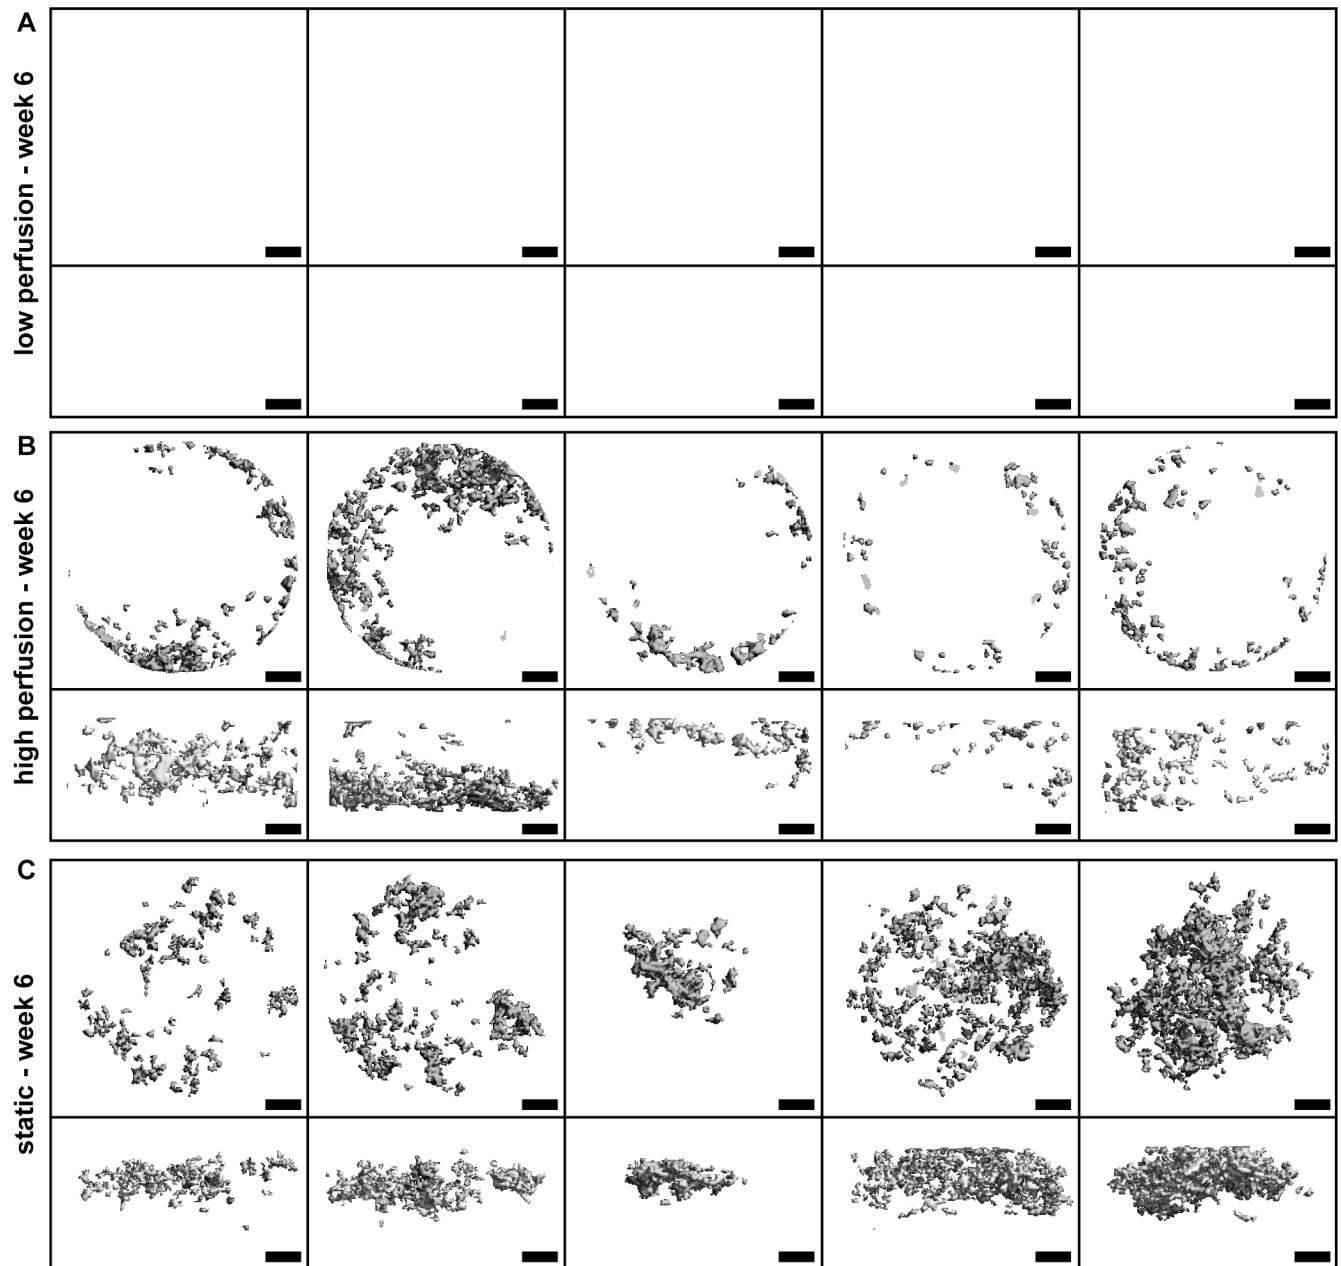 A
low perfusion - week 6
B
high perfusion - week 6
C
static - week 6